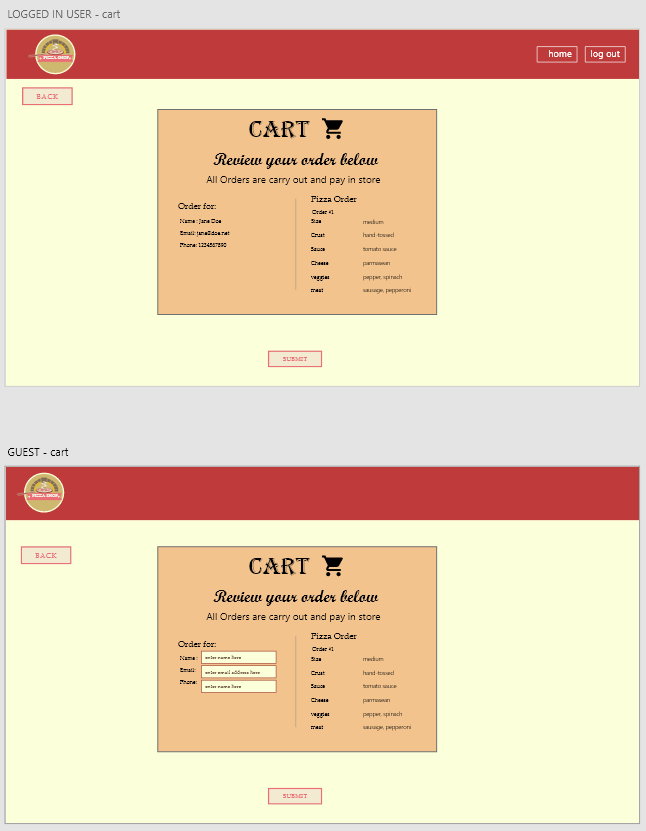 LOGGED IN USER - cart
home
log out
BACK
CART
Review your order below
All Orders are carry out and pay in store
Order for:
Name: Jane Doe
Email: jane@doe.net
Phone: 1234567890
Pizza Order
Order #1
Size medium
Crust hand-tossed
Sauce tomato sauce
Cheese parmasean
veggies pepper, spinach
meat sausage, pepperoni
SUBMIT
GUEST - cart
PIZZA SHOP
BACK
CART
Review your order below
All Orders are carry out and pay in store
Order for:
Name: enter name here
Email: enter email address here
Phone: enter name here
Pizza Order
Order #1
Size medium
Crust hand-tossed
Sauce tomato sauce
Cheese parmasean
veggies pepper, spinach
meat sausage, pepperoni
SUBMIT